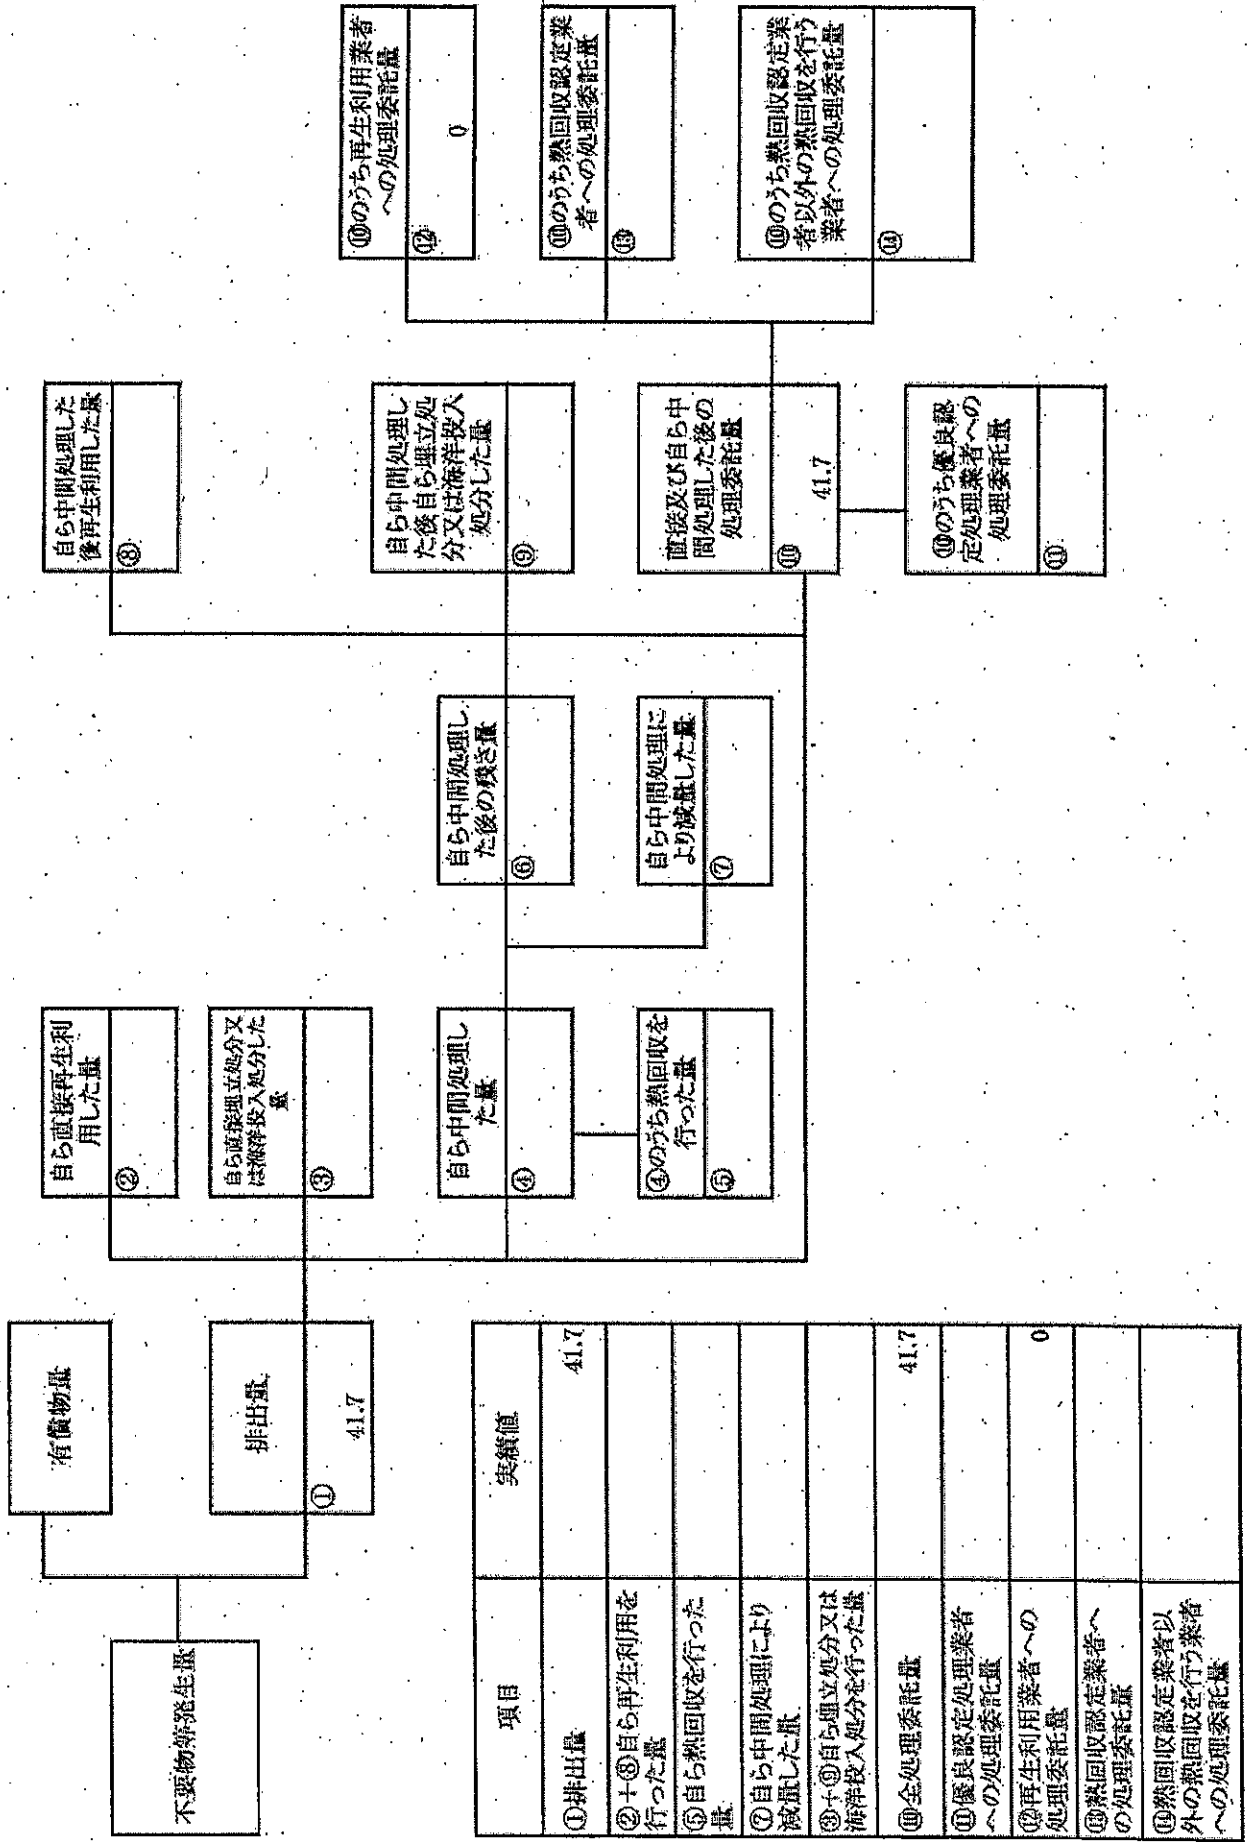 不要物等発生量
有償物量
排出量
①
41.7
自ら直接再生利
用した量
②
自ら直接埋立処分又
は海洋投入処分した
量
③
自ら中間処理し
た量
④
④のうち熱回収を
行った量
⑤
自ら中間処理し
た後の残さ量
⑥
自ら中間処理に
より減量した量
⑦
自ら中間処理した
後再生利用した量
⑧
自ら中間処理し
た後自ら埋立処
分又は海洋投入
処分した量
⑨
直接及び自ら中
間処理した後の
処理委託量
⑩
41.7
⑩のうち優良認
定処理業者への
処理委託量
⑪
⑩のうち再生利用業者
への処理委託量
⑫
0
⑩のうち熱回収認定業
者への処理委託量
⑬
⑩のうち熱回収認定業
者以外の熱回収を行う
業者への処理委託量
⑭
項目
実績値
①排出量
41.7
②+⑧自ら再生利用を
行った量
⑤自ら熱回収を行った
量
⑦自ら中間処理により
減量した量
③+⑨自ら埋立処分又は
海洋投入処分を行った量
⑩全処理委託量
41.7
⑪優良認定処理業者
への処理委託量
⑫再生利用業者への
処理委託量
0
⑬熱回収認定業者へ
の処理委託量
⑭熱回収認定業者以
外の熱回収を行う業者
への処理委託量